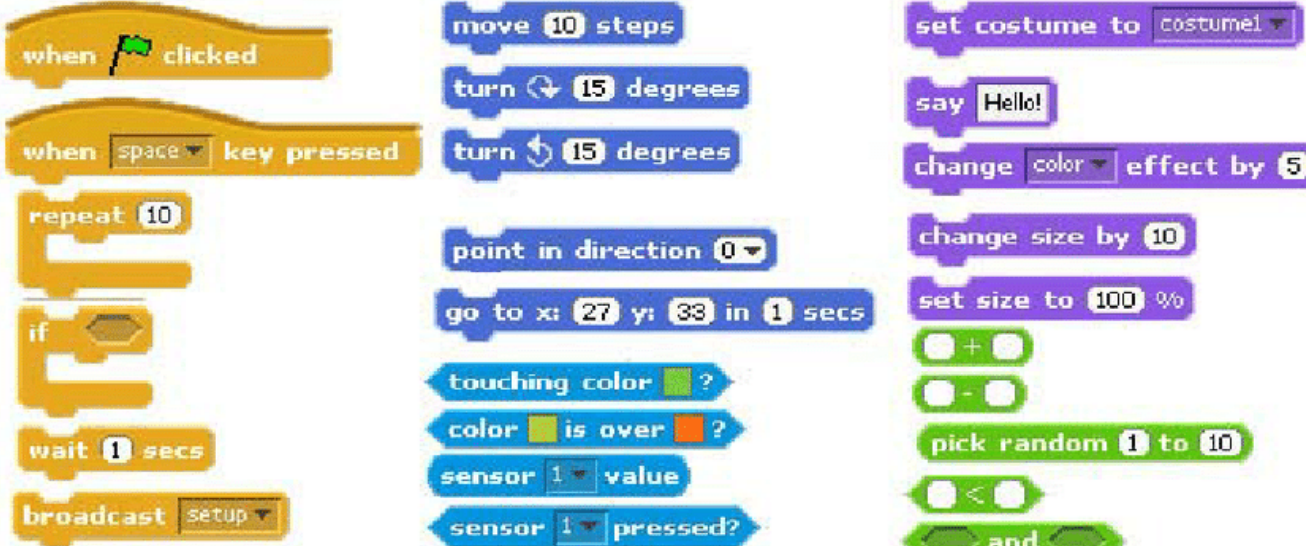 when clicked
when space key pressed
repeat 10
if
wait 1 secs
broadcast setup
move 10 steps
turn 15 degrees
turn 15 degrees
point in direction 0
go to x: 27 y: 33 in 1 secs
touching color ?
color is over ?
sensor 1 value
sensor 1 pressed?
set costume to costume1
say Hello!
change color effect by 5
change size by 10
set size to 100 %
+
-
pick random 1 to 10
<
and